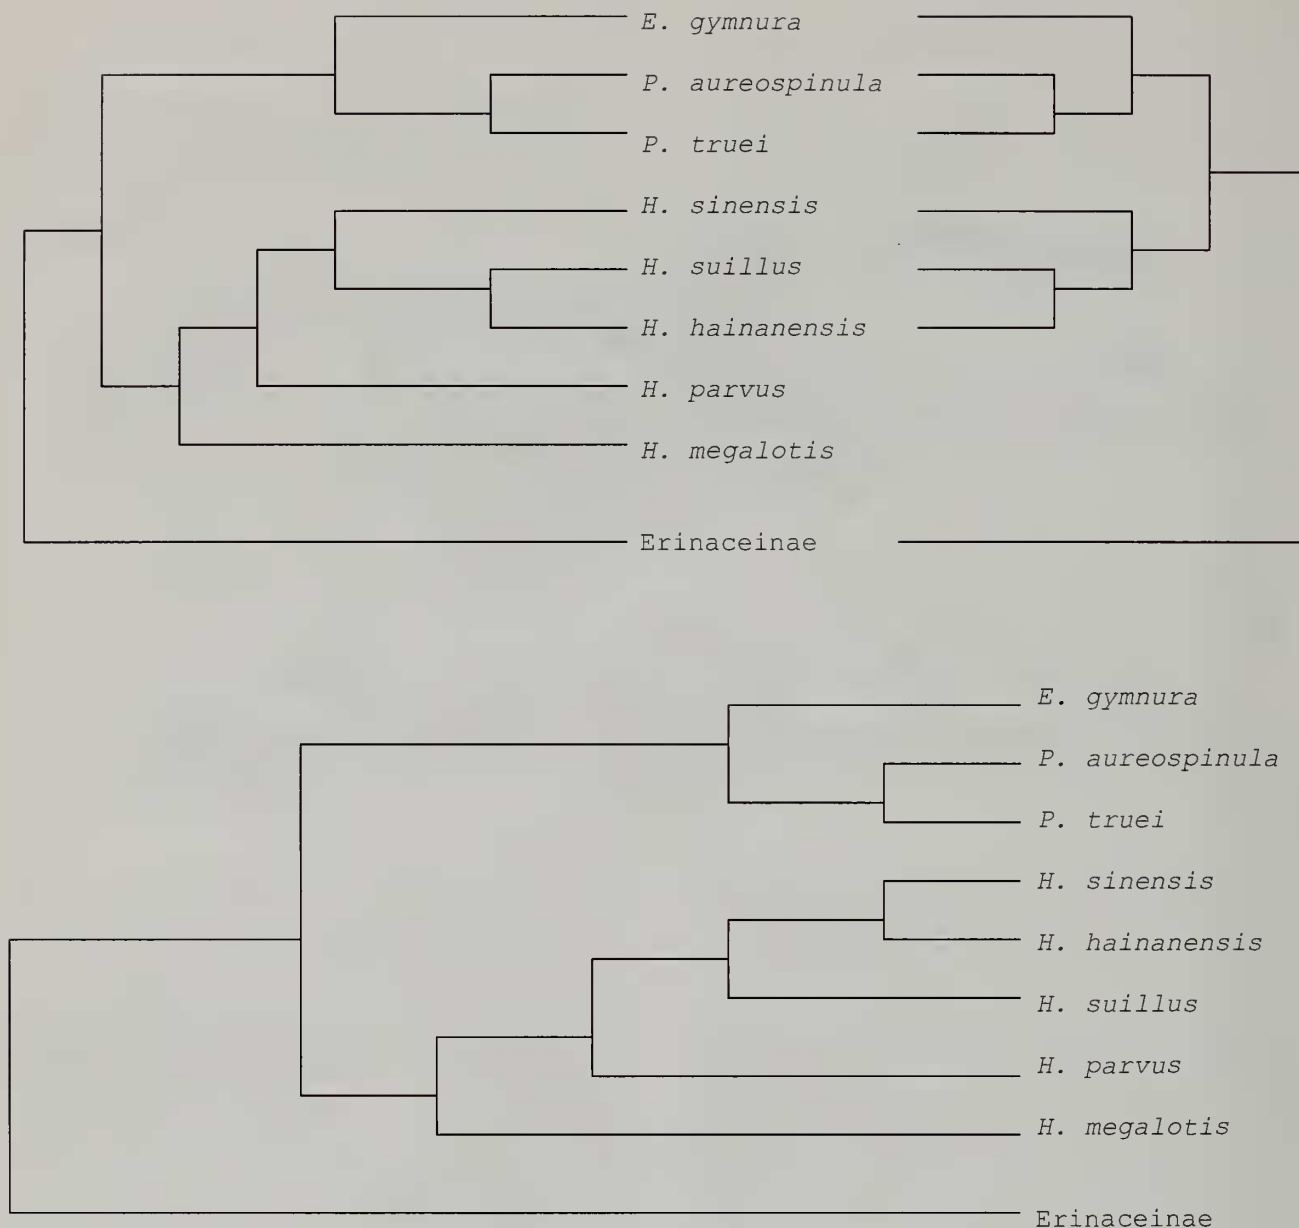 E. gymnura
P. aureospinula
P. truei
H. sinensis
H. suillus
H. hainanensis
H. parvus
H. megalotis
Erinaceinae
E. gymnura
P. aureospinula
P. truei
H. sinensis
H. hainanensis
H. suillus
H. parvus
H. megalotis
Erinaceinae